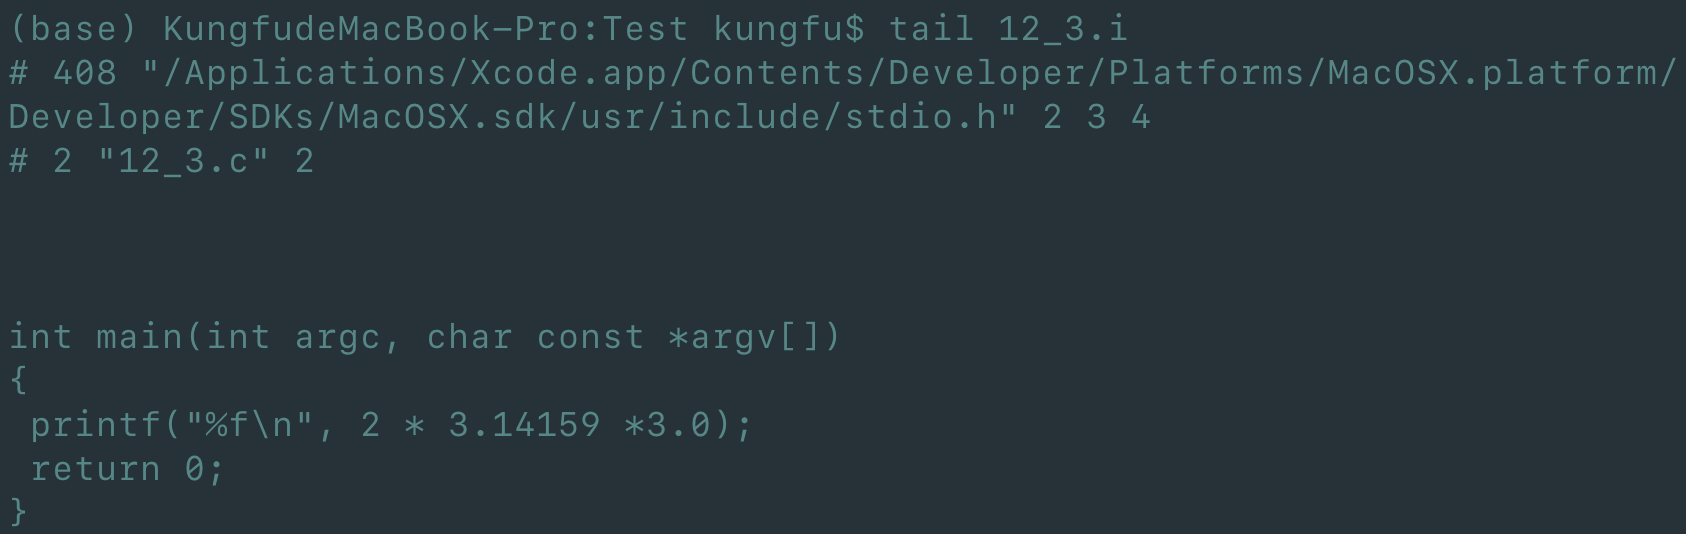 (base) KungfudeMacBook-Pro:Test kungfu$ tail 12_3.i
# 408 "/Applications/Xcode.app/Contents/Developer/Platforms/MacOSX.platform/
Developer/SDKs/MacOSX.sdk/usr/include/stdio.h" 2 3 4
# 2 "12_3.c" 2
int main(int argc, char const *argv[])
{
 printf("%f\n", 2 * 3.14159 *3.0);
 return 0;
}